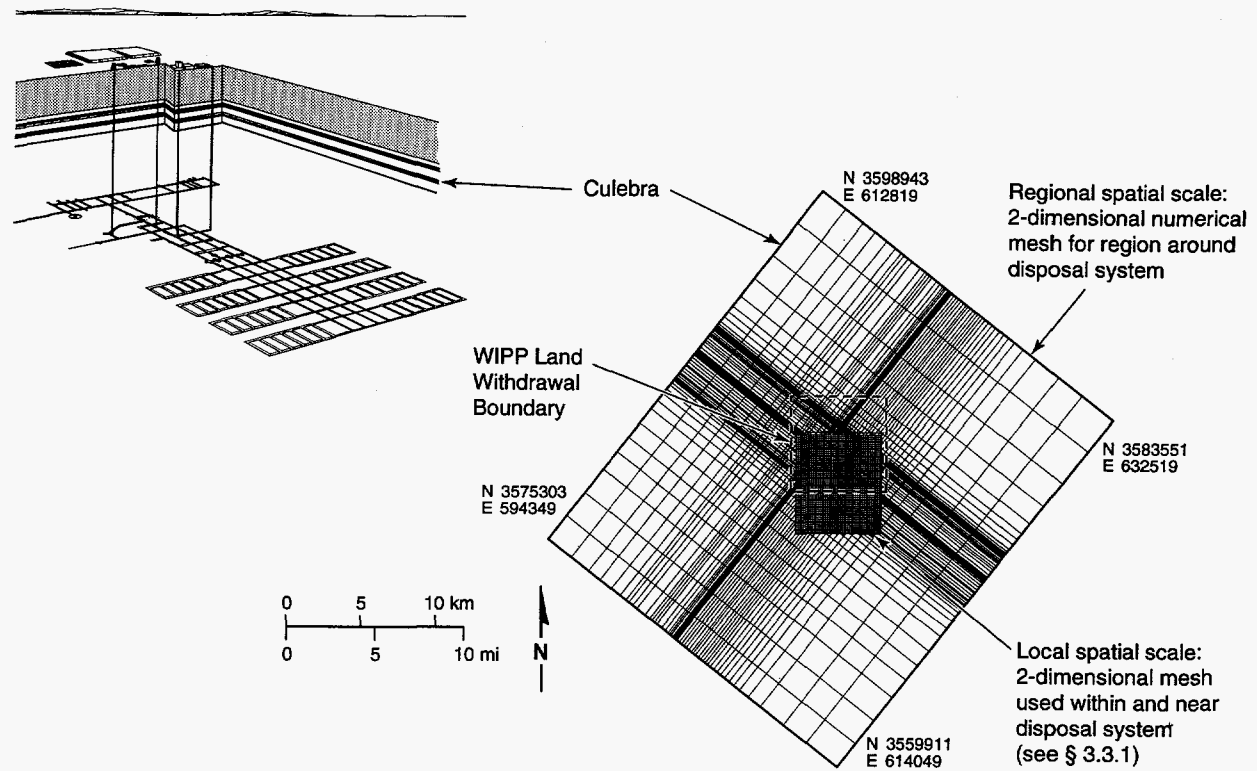 Culebra
N 3598943
E 612819
Regional spatial scale:
2-dimensional numerical
mesh for region around
disposal system
WIPP Land
Withdrawal
Boundary
N 3583551
E 632519
N 3575303
E 594349
0 5 10 km
0 5 10 mi
N
Local spatial scale:
2-dimensional mesh
used within and near
disposal system
(see § 3.3.1)
N 3559911
E 614049